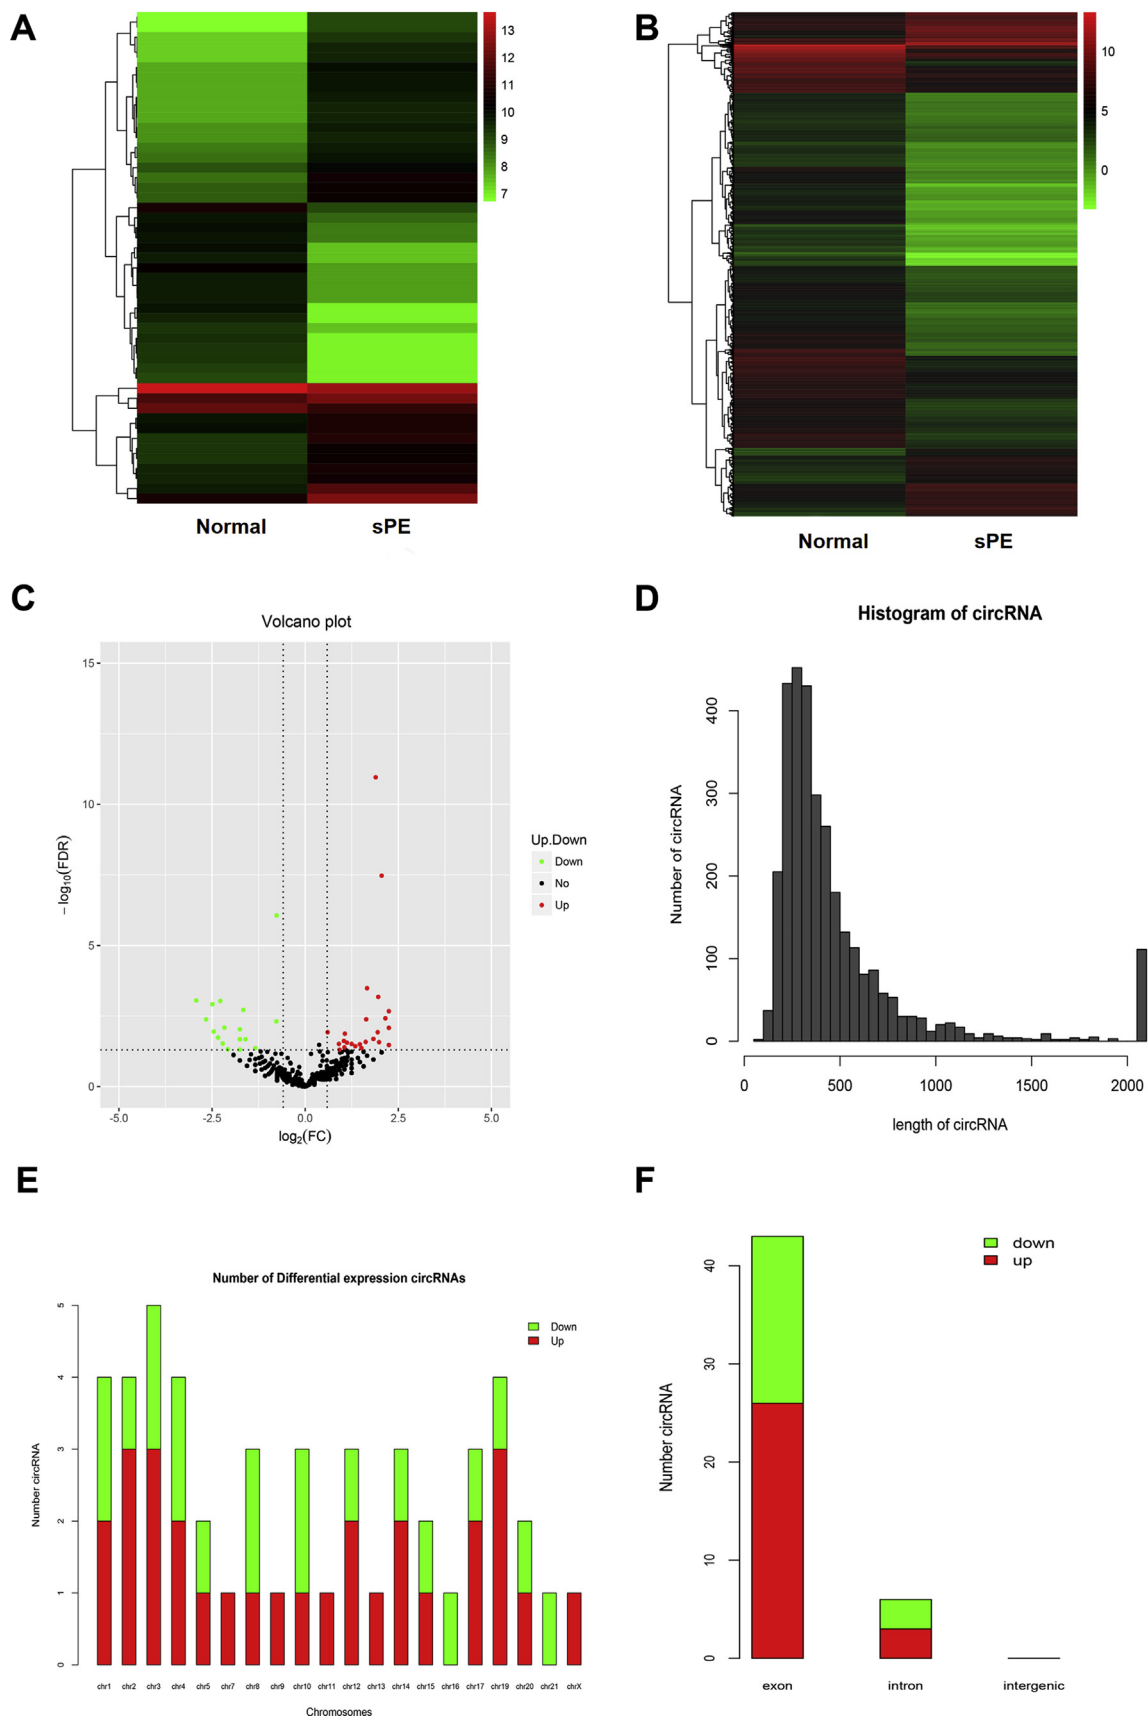 A
13
12
11
10
9
8
7
Normal sPE
B
10
5
0
Normal sPE
C
Volcano plot
15
10
5
0
-5.0 -2.5 0.0 2.5 5.0
− log10(FDR)
log2(FC)
Up.Down
Down
No
Up
D
Histogram of circRNA
Number of circRNA
400
300
200
100
0
0 500 1000 1500 2000
length of circRNA
E
Number of Differential expression circRNAs
Down
Up
Number circRNA
5
4
3
2
1
0
chr1 chr2 chr3 chr4 chr5 chr7 chr8 chr9 chr10 chr11 chr12 chr13 chr14 chr15 chr16 chr17 chr19 chr20 chr21 chrX
Chromosomes
F
down
up
Number circRNA
40
30
20
10
0
exon intron intergenic